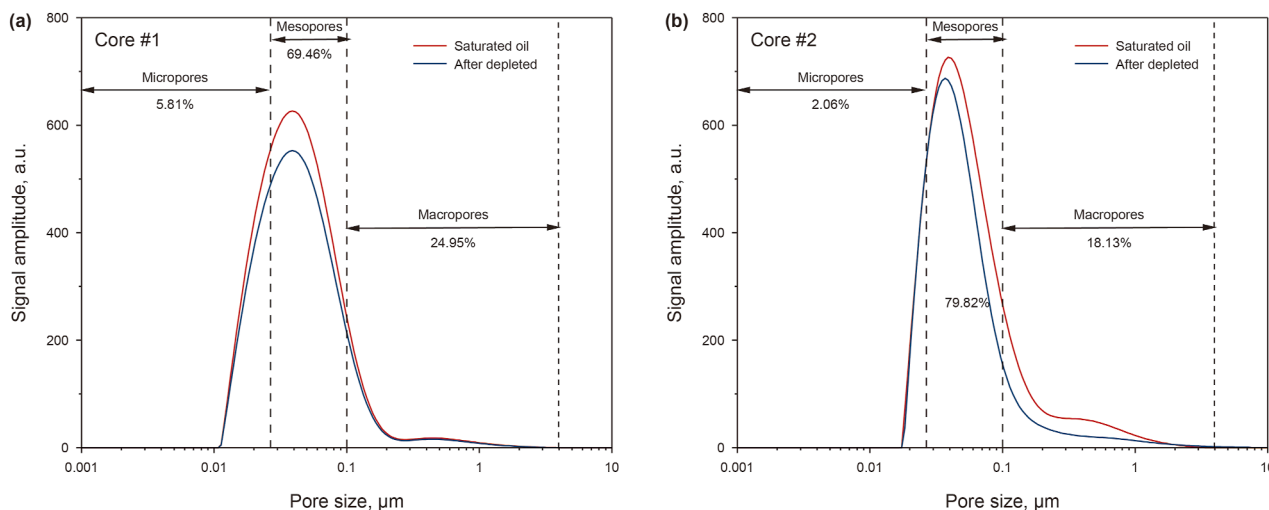 (a)
Core #1
Mesopores
69.46%
Saturated oil
After depleted
Micropores
5.81%
Macropores
24.95%
800
600
400
200
0
Signal amplitude, a.u.
0.001
0.01
0.1
1
10
Pore size, µm
(b)
Core #2
Mesopores
Saturated oil
After depleted
Micropores
2.06%
Macropores
18.13%
79.82%
800
600
400
200
0
Signal amplitude, a.u.
0.001
0.01
0.1
1
10
Pore size, µm